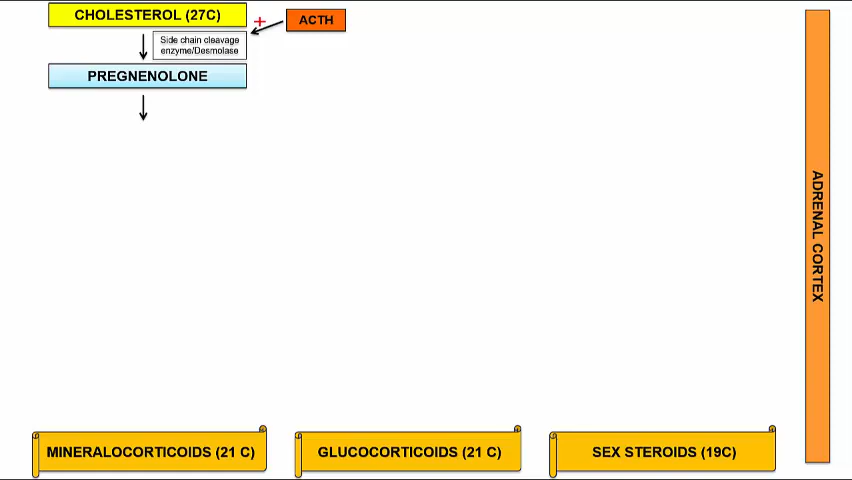 CHOLESTEROL (27C)
+
ACTH
Side chain cleavage
enzyme/Desmolase
PREGNENOLONE
ADRENAL CORTEX
MINERALOCORTICOIDS (21 C)
GLUCOCORTICOIDS (21 C)
SEX STEROIDS (19C)